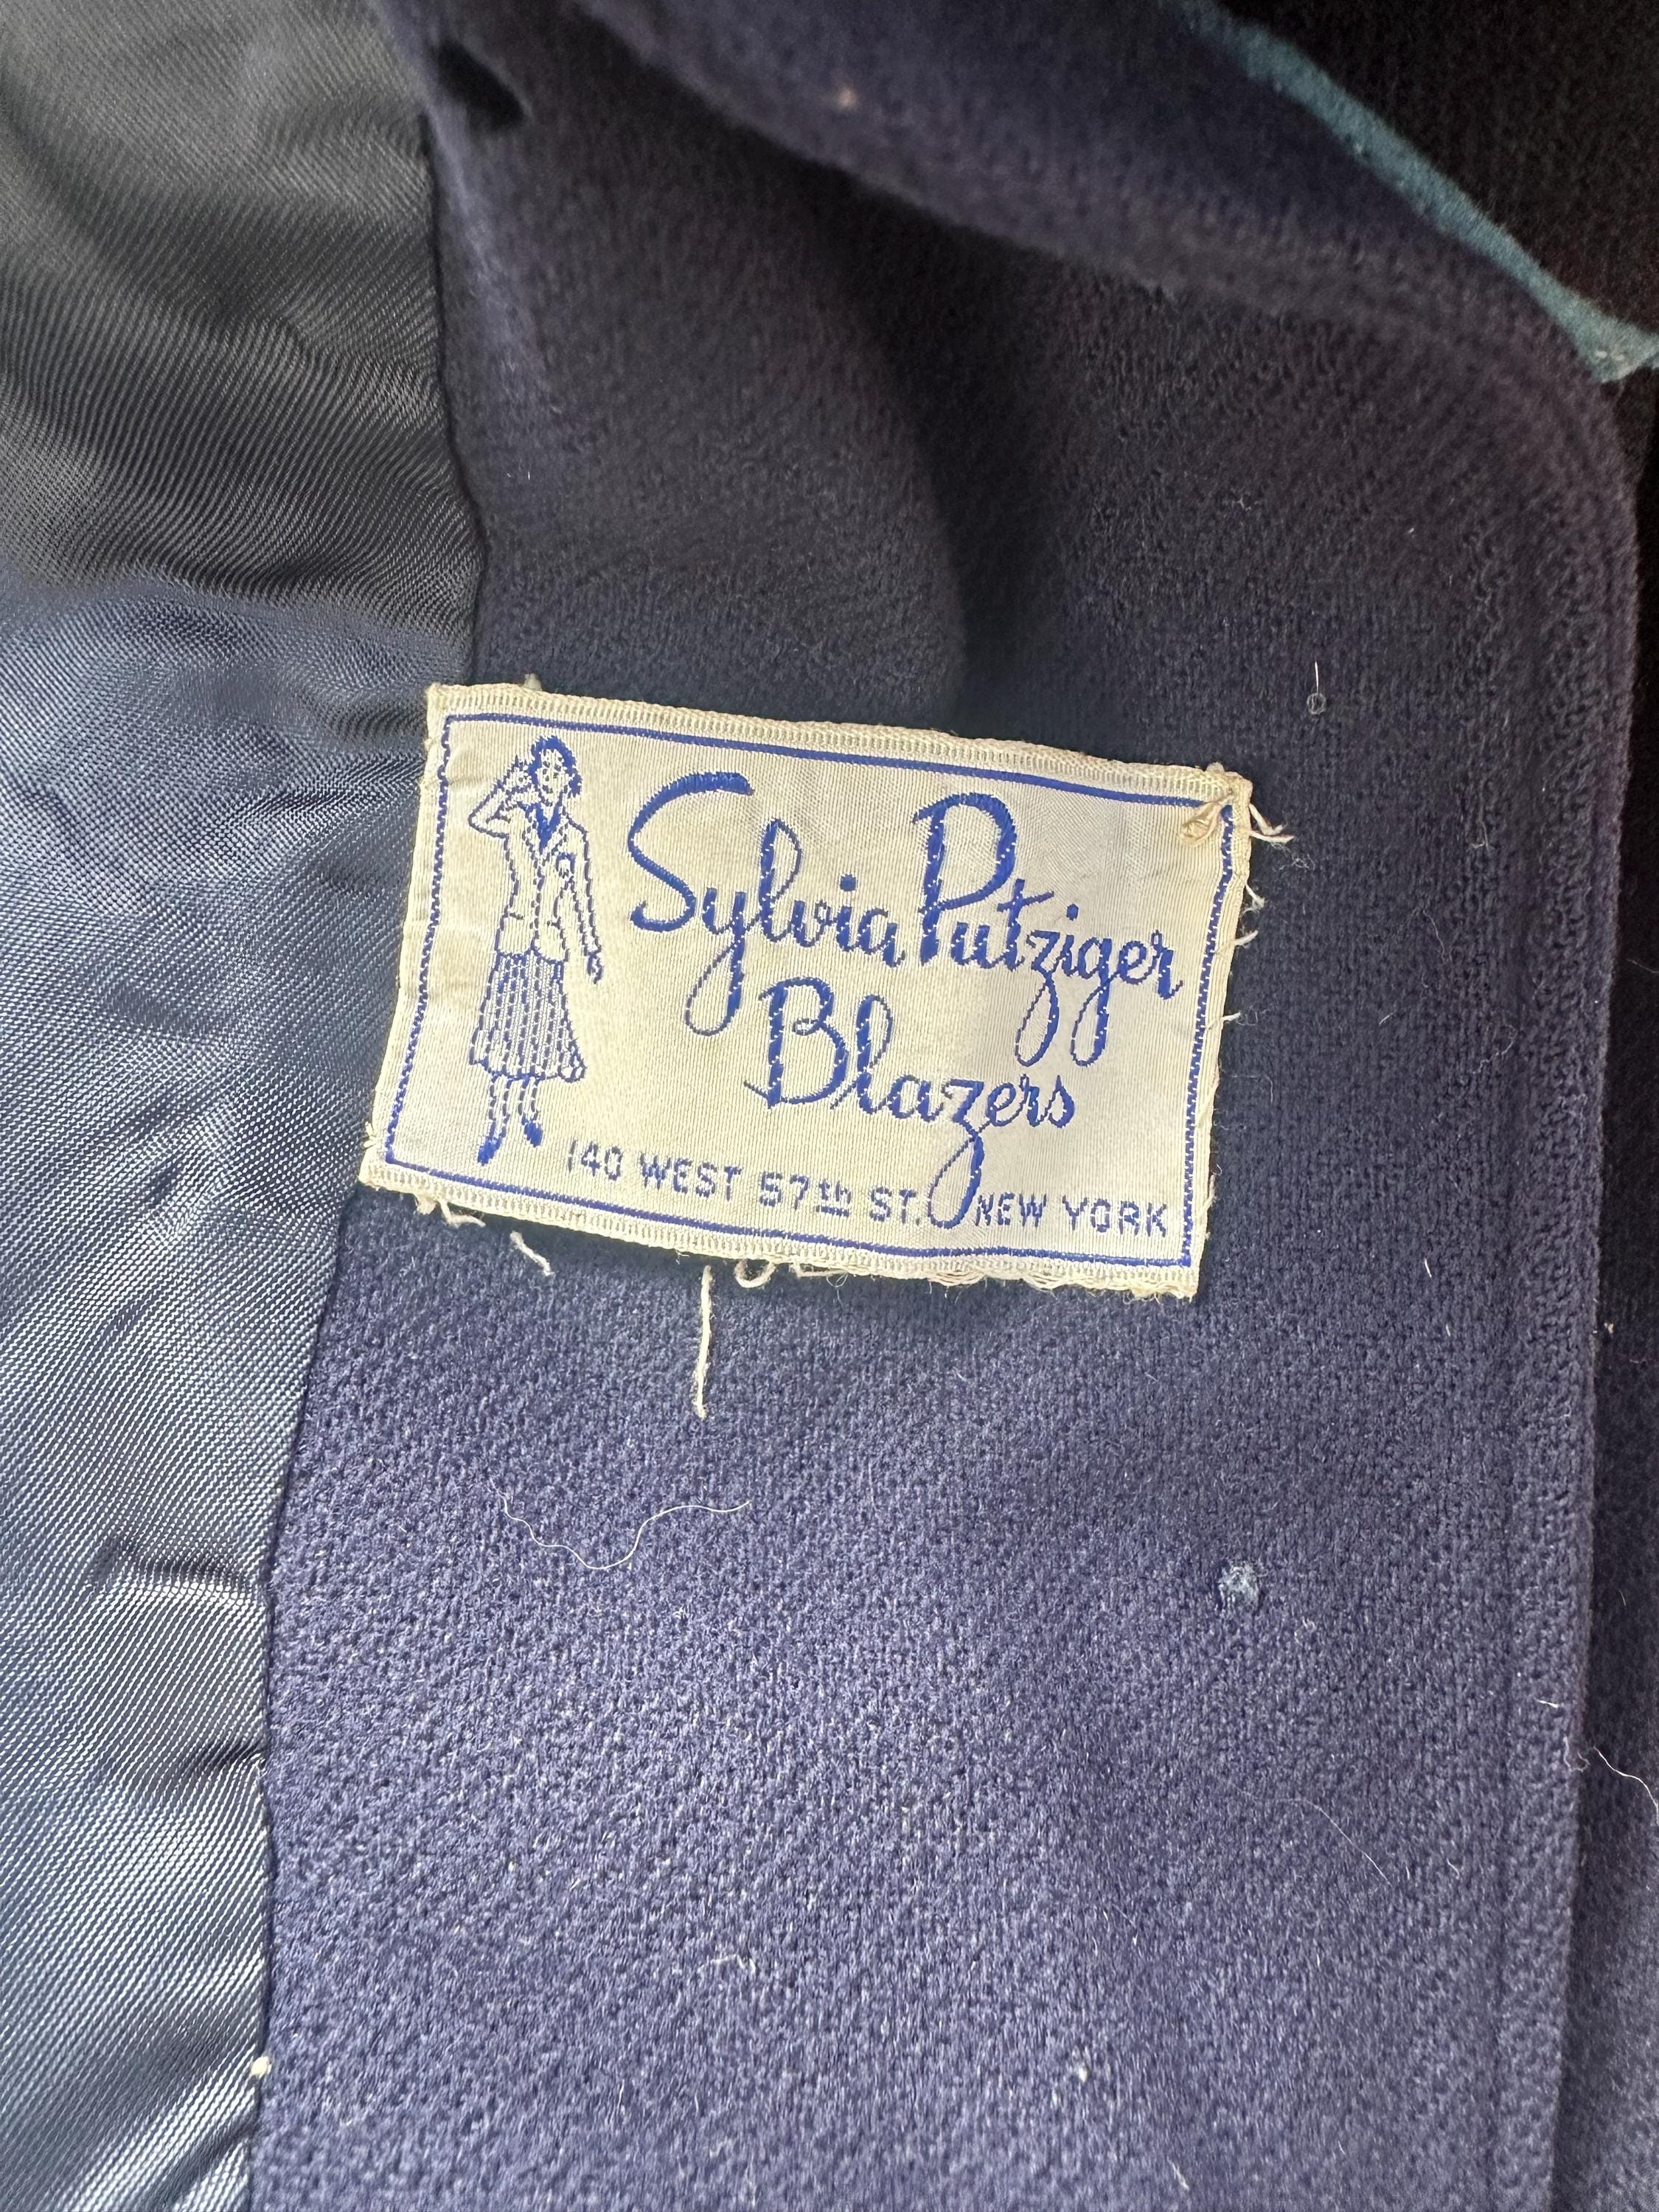 Sylvia Putziger
Blazers
140 WEST 57th ST. NEW YORK